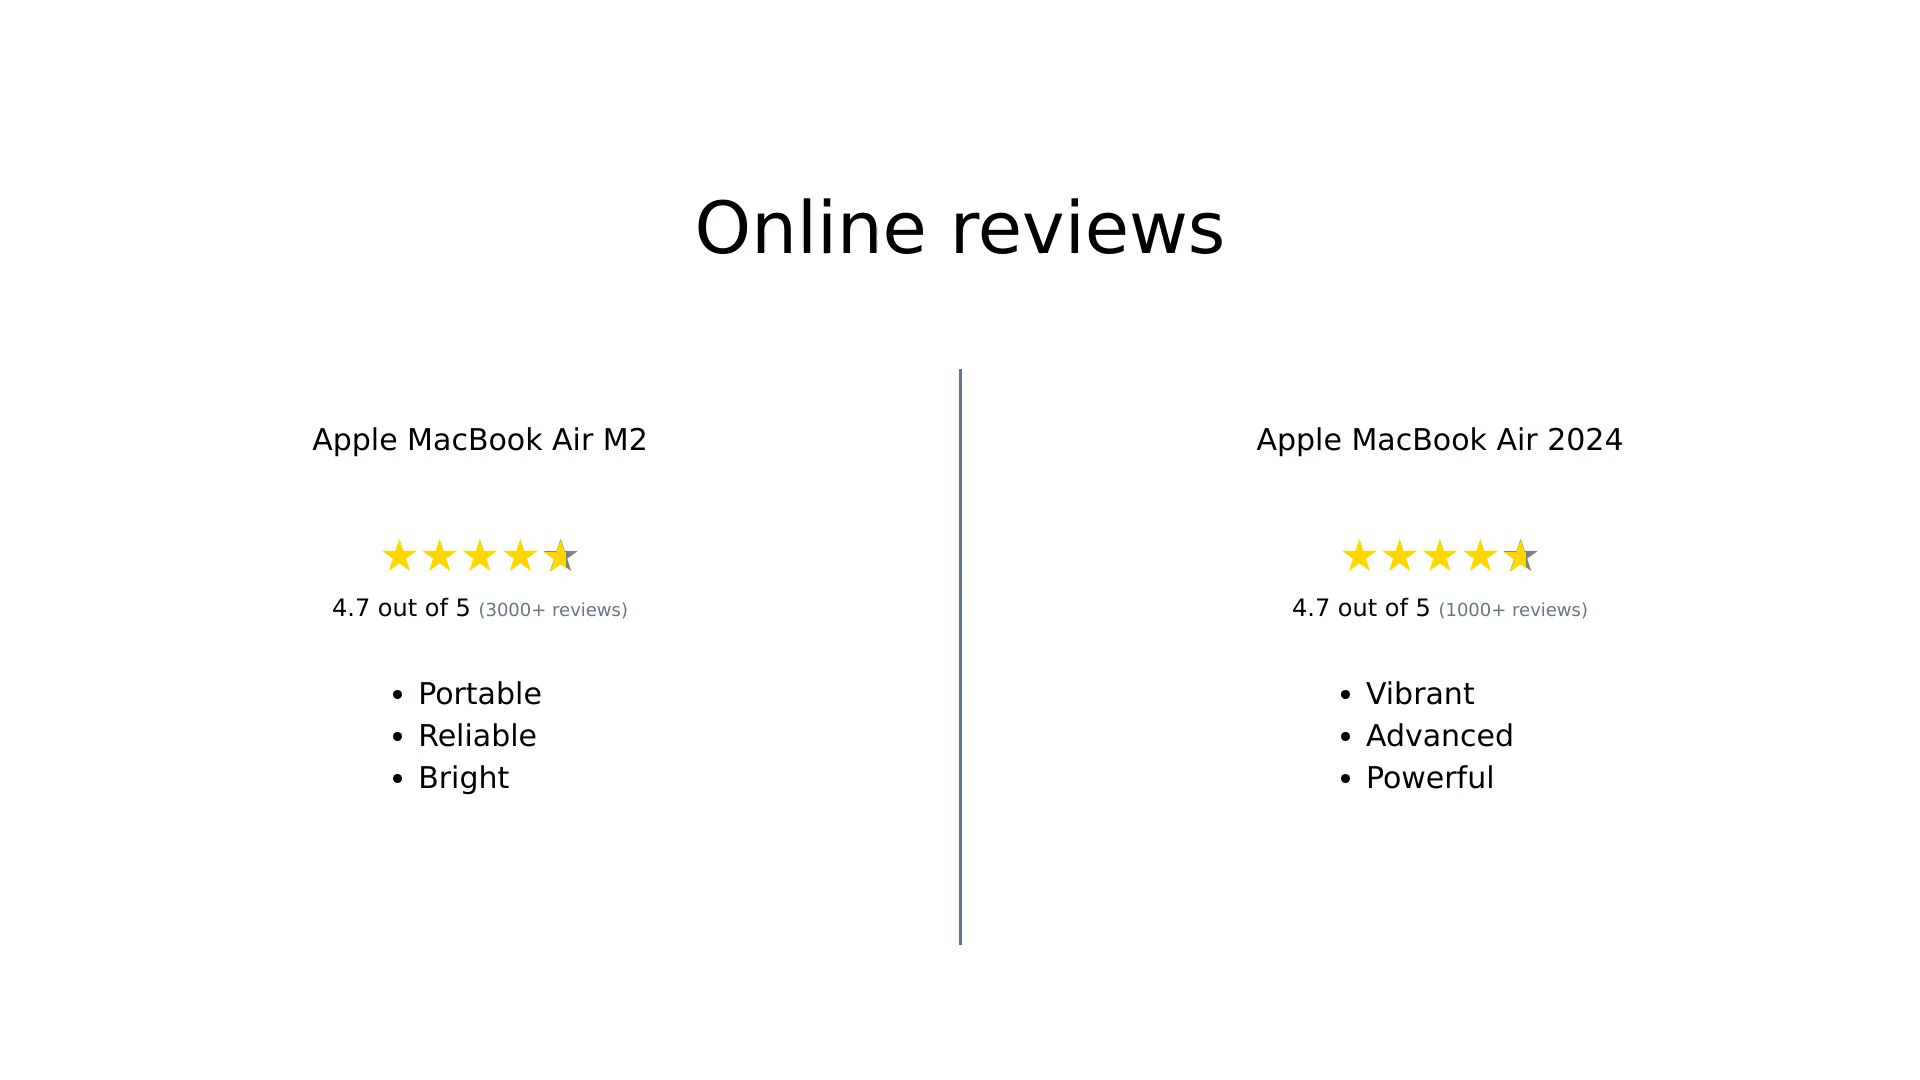 Online reviews
Apple MacBook Air M2
4.7 out of 5 (3000+ reviews)
• Portable
• Reliable
• Bright
Apple MacBook Air 2024
4.7 out of 5 (1000+ reviews)
• Vibrant
• Advanced
• Powerful